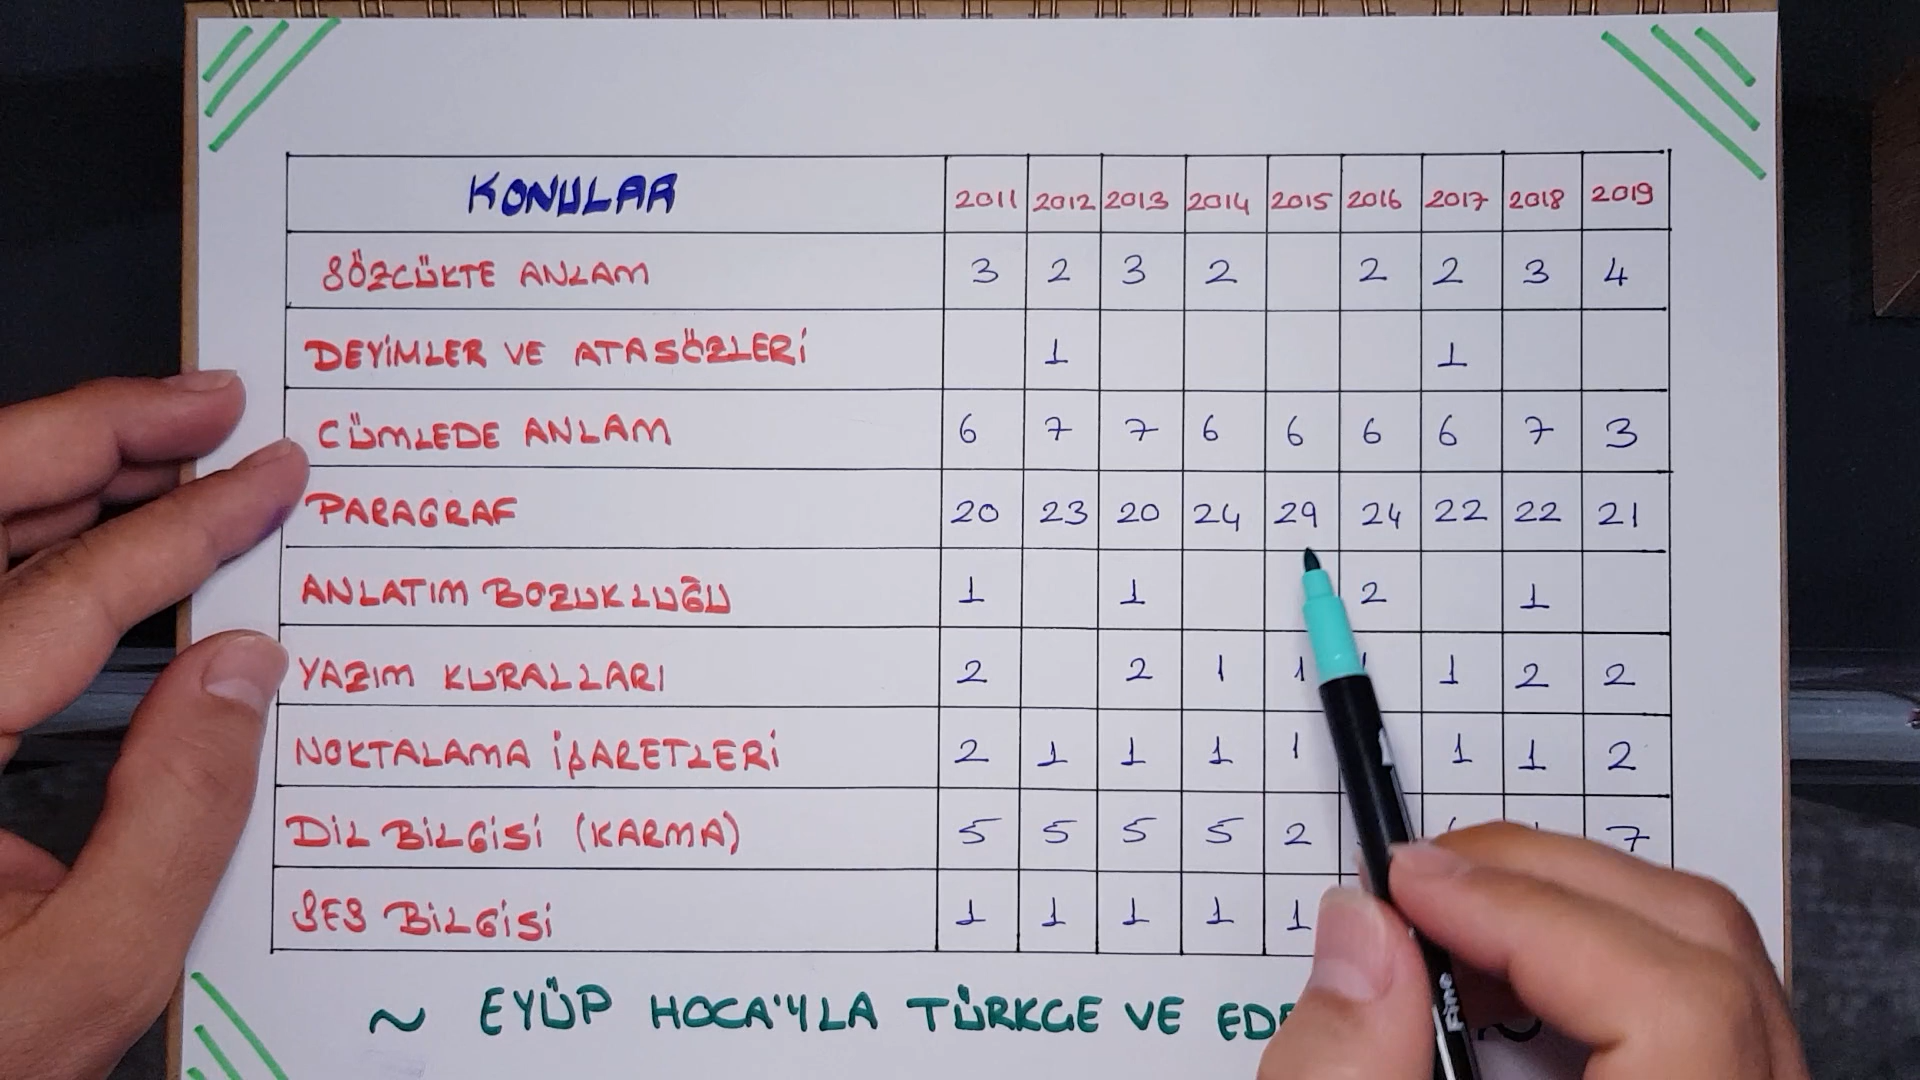 KONULAR 2011 2012 2013 2014 2015 2016 2017 2018 2019
SÖZCÜKTE ANLAM 3 2 3 2 2 2 3 4
DEYİMLER VE ATASÖZLERİ 1 1
CÜMLEDE ANLAM 6 7 7 6 6 6 6 7 3
PARAGRAF 20 23 20 24 29 24 22 22 21
ANLATIM BOZUKLUĞU 1 1 2 1
YAZIM KURALLARI 2 2 1 1 1 2 2
NOKTALAMA İŞARETLERİ 2 1 1 1 1 1 1 2
DİL BİLGİSİ (KARMA) 5 5 5 5 2 7
SES BİLGİSİ 1 1 1 1 1
~ EYÜP HOCA'YLA TÜRKÇE VE